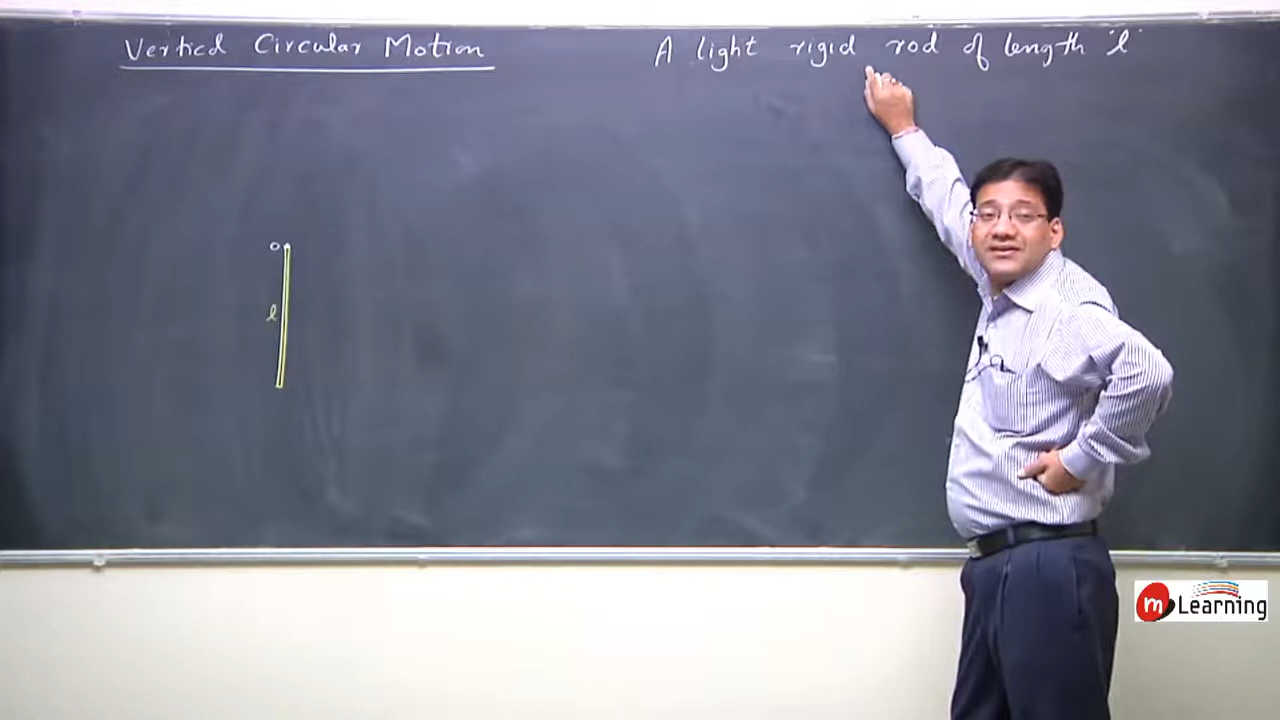 Vertical Circular Motion
A light rigid rod of length 'l'
O
l
m Learning